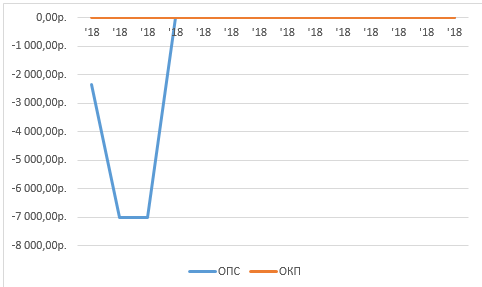 0,00р.
'18 '18 '18 '18 '18 '18 '18 '18 '18 '18 '18 '18 '18 '18
-1 000,00р.
-2 000,00р.
-3 000,00р.
-4 000,00р.
-5 000,00р.
-6 000,00р.
-7 000,00р.
-8 000,00р.
ОПС ОКП